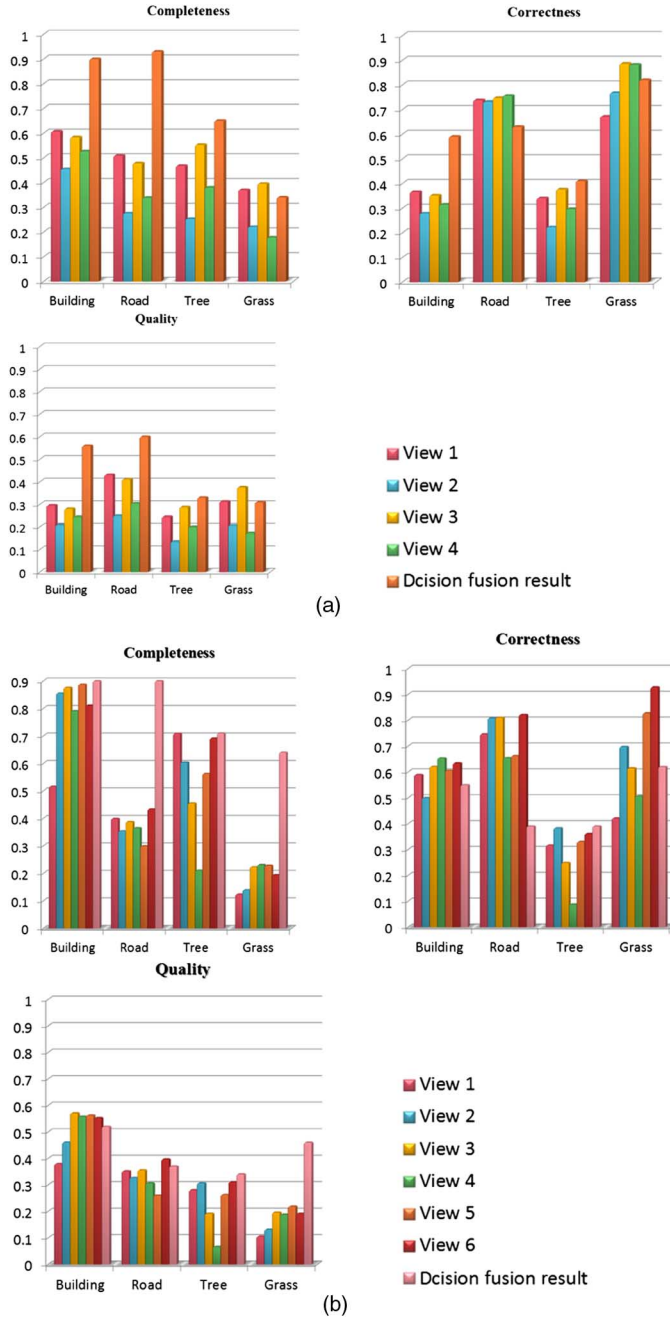 Completeness
1
0.9
0.8
0.7
0.6
0.5
0.4
0.3
0.2
0.1
0
Building Road Tree Grass
Correctness
1
0.9
0.8
0.7
0.6
0.5
0.4
0.3
0.2
0.1
0
Building Road Tree Grass
Quality
1
0.9
0.8
0.7
0.6
0.5
0.4
0.3
0.2
0.1
0
Building Road Tree Grass
View 1
View 2
View 3
View 4
Dcision fusion result
(a)
Completeness
0.9
0.8
0.7
0.6
0.5
0.4
0.3
0.2
0.1
0
Building Road Tree Grass
Correctness
1
0.9
0.8
0.7
0.6
0.5
0.4
0.3
0.2
0.1
0
Building Road Tree Grass
Quality
1
0.9
0.8
0.7
0.6
0.5
0.4
0.3
0.2
0.1
0
Building Road Tree Grass
View 1
View 2
View 3
View 4
View 5
View 6
Dcision fusion result
(b)